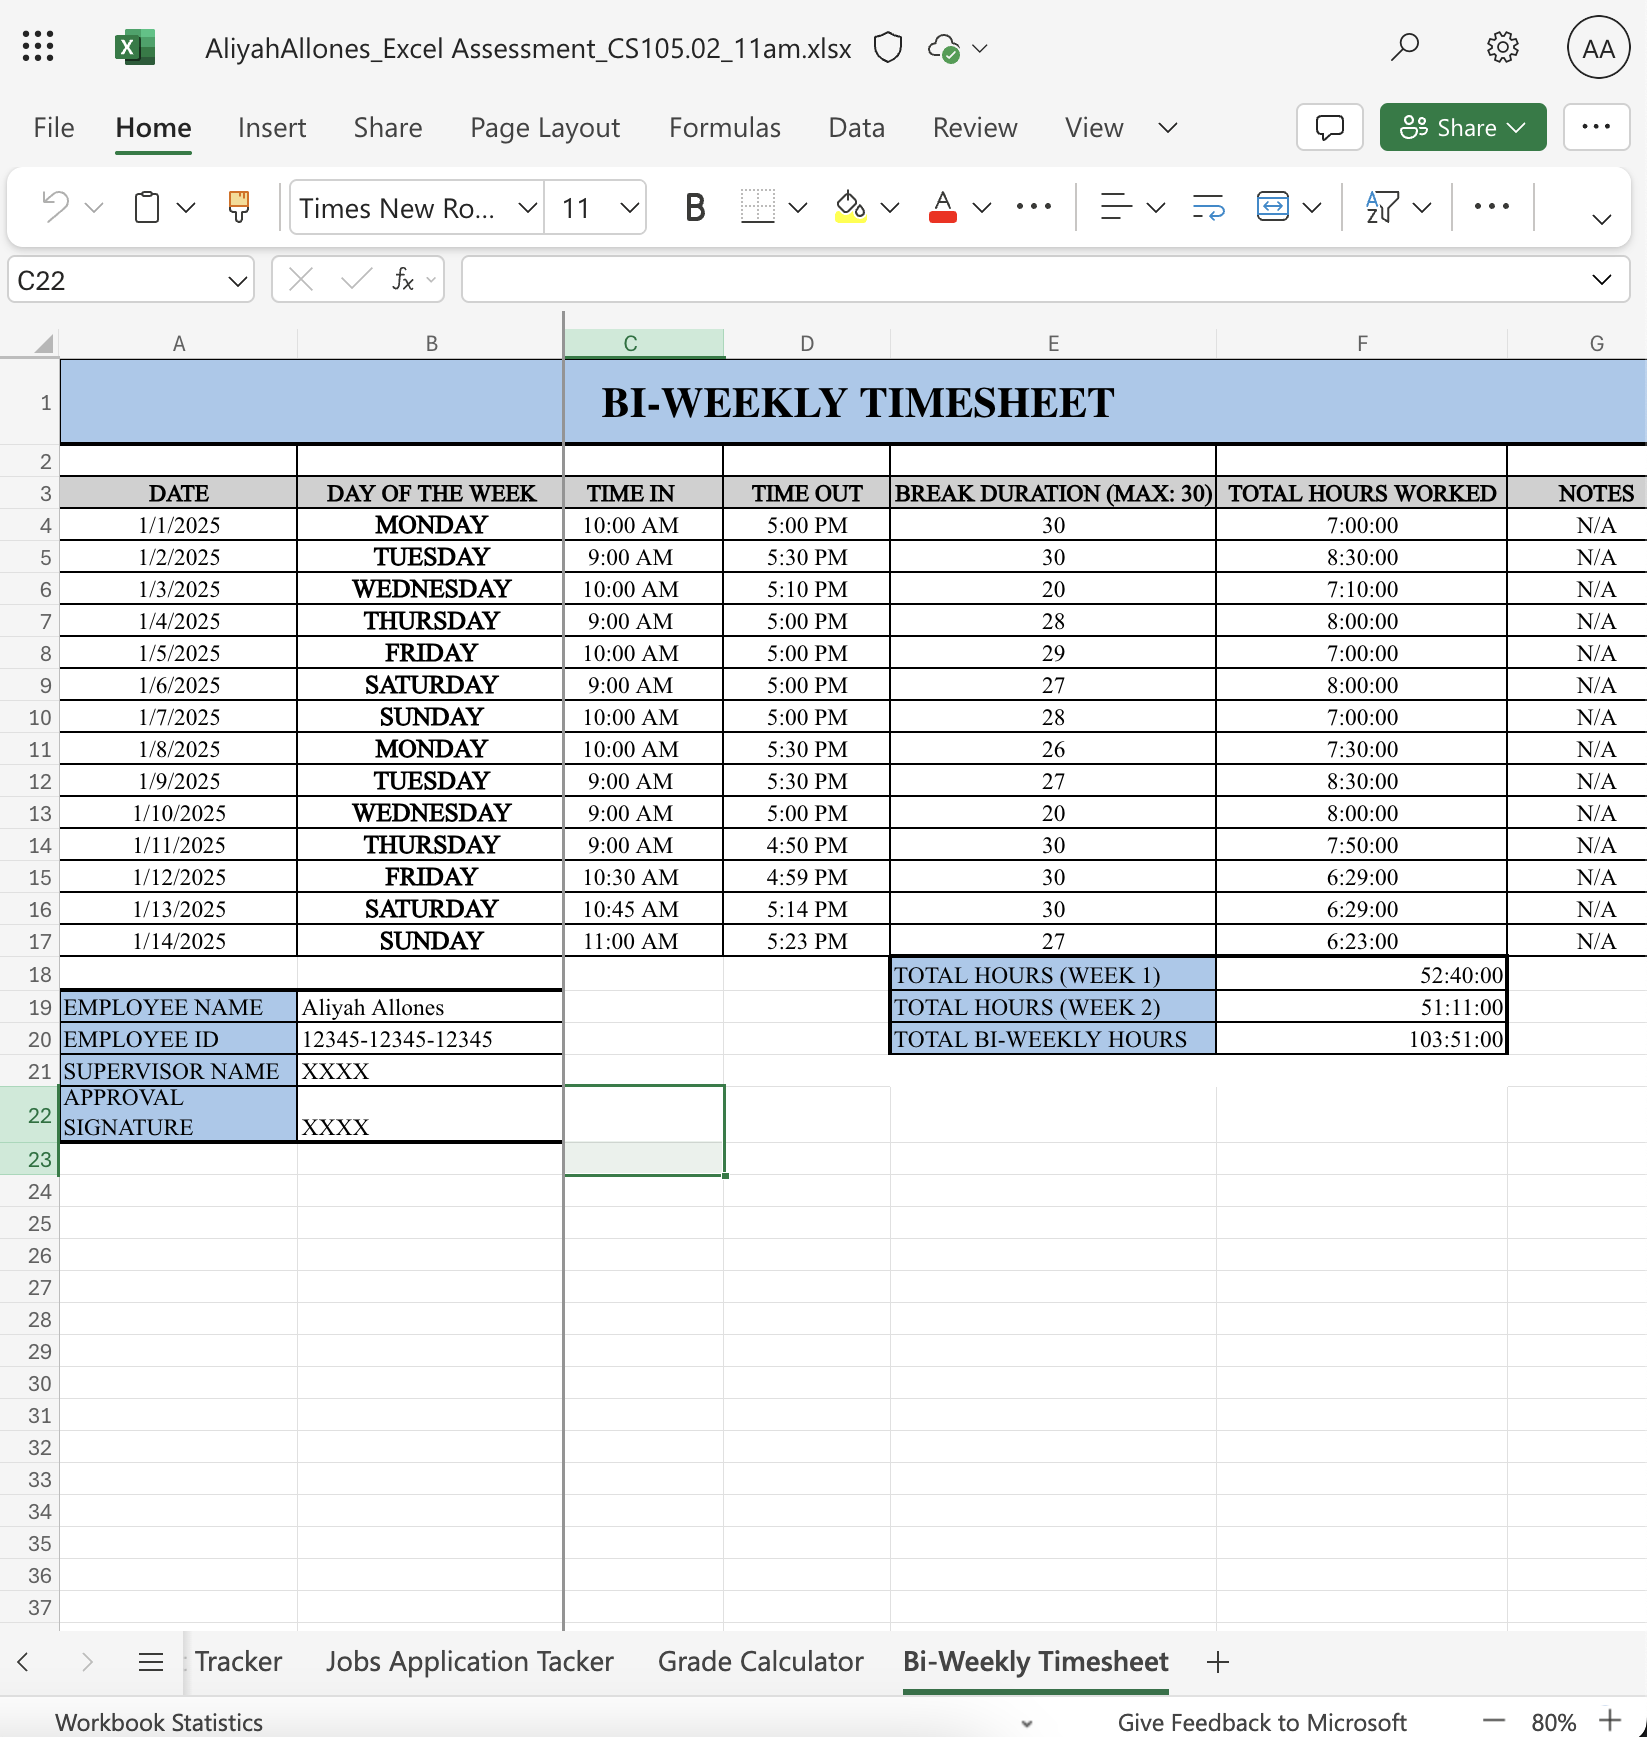 AliyahAllones_Excel Assessment_CS105.02_11am.xlsx
AA
File Home Insert Share Page Layout Formulas Data Review View
Share
Times New Ro... 11 B A
C22
fx
A B C D E F G
1 BI-WEEKLY TIMESHEET
2
3 DATE DAY OF THE WEEK TIME IN TIME OUT BREAK DURATION (MAX: 30) TOTAL HOURS WORKED NOTES
4 1/1/2025 MONDAY 10:00 AM 5:00 PM 30 7:00:00 N/A
5 1/2/2025 TUESDAY 9:00 AM 5:30 PM 30 8:30:00 N/A
6 1/3/2025 WEDNESDAY 10:00 AM 5:10 PM 20 7:10:00 N/A
7 1/4/2025 THURSDAY 9:00 AM 5:00 PM 28 8:00:00 N/A
8 1/5/2025 FRIDAY 10:00 AM 5:00 PM 29 7:00:00 N/A
9 1/6/2025 SATURDAY 9:00 AM 5:00 PM 27 8:00:00 N/A
10 1/7/2025 SUNDAY 10:00 AM 5:00 PM 28 7:00:00 N/A
11 1/8/2025 MONDAY 10:00 AM 5:30 PM 26 7:30:00 N/A
12 1/9/2025 TUESDAY 9:00 AM 5:30 PM 27 8:30:00 N/A
13 1/10/2025 WEDNESDAY 9:00 AM 5:00 PM 20 8:00:00 N/A
14 1/11/2025 THURSDAY 9:00 AM 4:50 PM 30 7:50:00 N/A
15 1/12/2025 FRIDAY 10:30 AM 4:59 PM 30 6:29:00 N/A
16 1/13/2025 SATURDAY 10:45 AM 5:14 PM 30 6:29:00 N/A
17 1/14/2025 SUNDAY 11:00 AM 5:23 PM 27 6:23:00 N/A
18 TOTAL HOURS (WEEK 1) 52:40:00
19 EMPLOYEE NAME Aliyah Allones TOTAL HOURS (WEEK 2) 51:11:00
20 EMPLOYEE ID 12345-12345-12345 TOTAL BI-WEEKLY HOURS 103:51:00
21 SUPERVISOR NAME XXXX
APPROVAL
22 SIGNATURE XXXX
23
24
25
26
27
28
29
30
31
32
33
34
35
36
37
Tracker Jobs Application Tacker Grade Calculator Bi-Weekly Timesheet
Workbook Statistics Give Feedback to Microsoft 80%